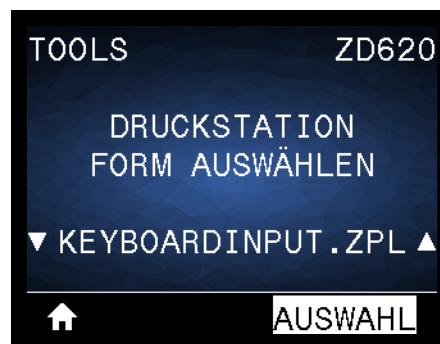 TOOLS ZD620
DRUCKSTATION
FORM AUSWÄHLEN
▼ KEYBOARDINPUT.ZPL ▲
AUSWAHL